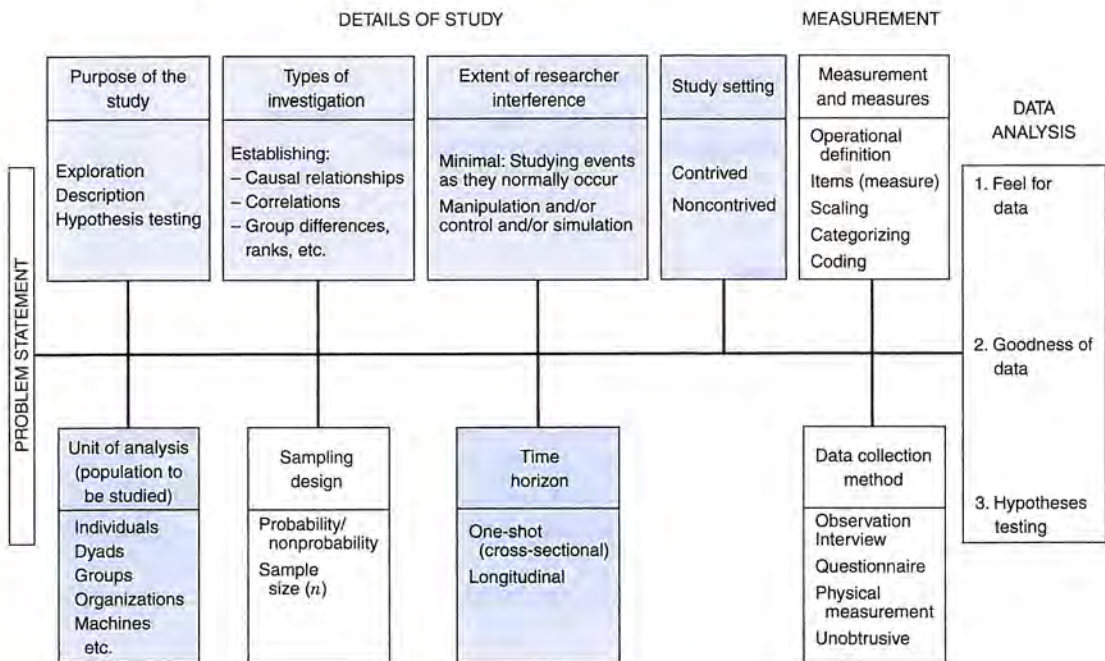 DETAILS OF STUDY
MEASUREMENT
Purpose of the
study
Exploration
Description
Hypothesis testing
Types of
investigation
Establishing:
– Causal relationships
– Correlations
– Group differences,
ranks, etc.
Extent of researcher
interference
Minimal: Studying events
as they normally occur
Manipulation and/or
control and/or simulation
Study setting
Contrived
Noncontrived
Measurement
and measures
Operational
definition
Items (measure)
Scaling
Categorizing
Coding
DATA
ANALYSIS
1. Feel for
data
2. Goodness of
data
3. Hypotheses
testing
PROBLEM STATEMENT
Unit of analysis
(population to
be studied)
Individuals
Dyads
Groups
Organizations
Machines
etc.
Sampling
design
Probability/
nonprobability
Sample
size (n)
Time
horizon
One-shot
(cross-sectional)
Longitudinal
Data collection
method
Observation
Interview
Questionnaire
Physical
measurement
Unobtrusive